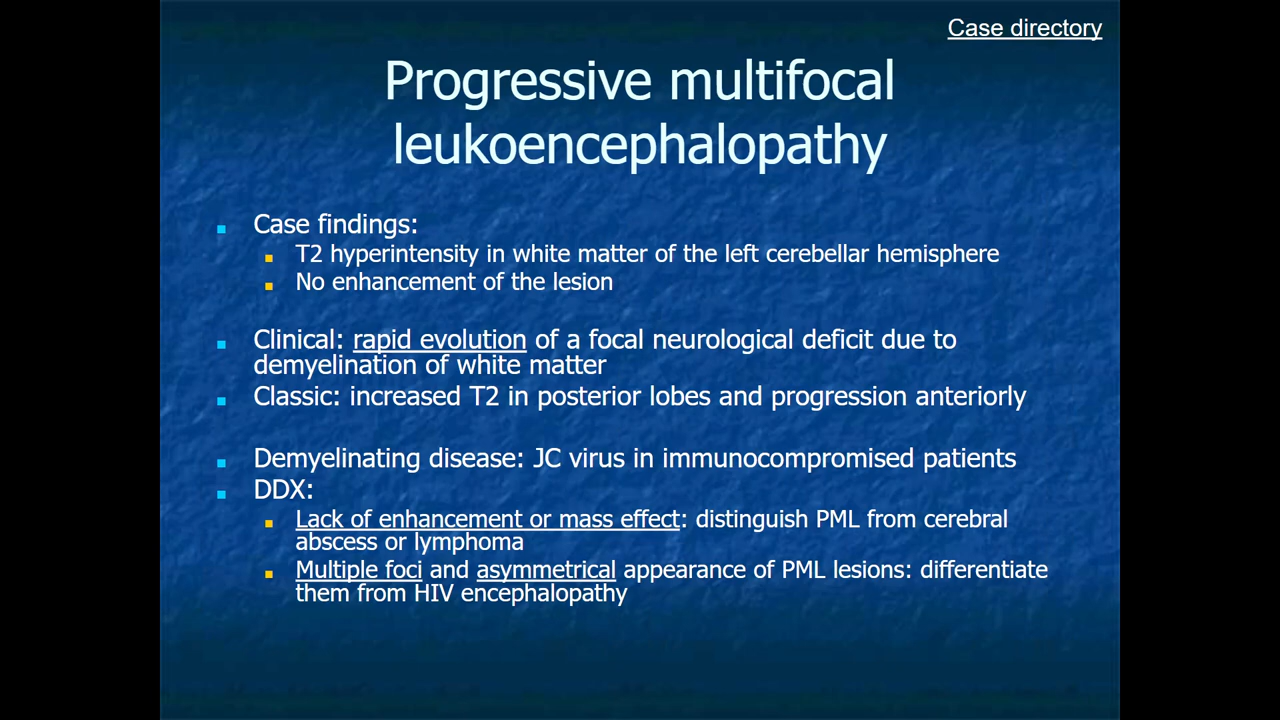 Case directory
Progressive multifocal
leukoencephalopathy
Case findings:
T2 hyperintensity in white matter of the left cerebellar hemisphere
No enhancement of the lesion
Clinical: rapid evolution of a focal neurological deficit due to
demyelination of white matter
Classic: increased T2 in posterior lobes and progression anteriorly
Demyelinating disease: JC virus in immunocompromised patients
DDX:
Lack of enhancement or mass effect: distinguish PML from cerebral
abscess or lymphoma
Multiple foci and asymmetrical appearance of PML lesions: differentiate
them from HIV encephalopathy